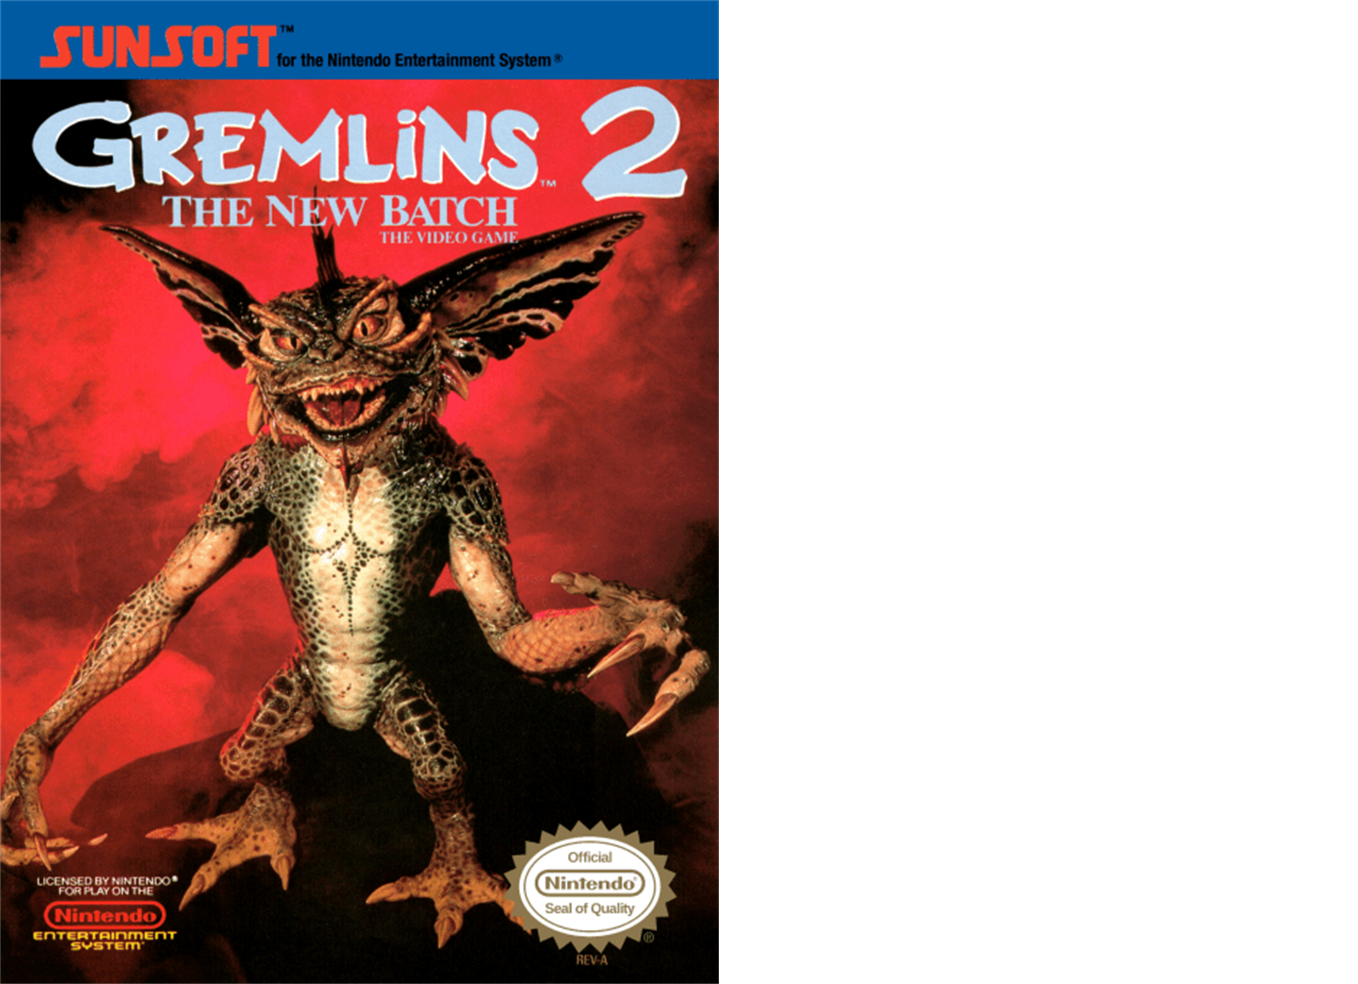 SUNSOFT™
for the Nintendo Entertainment System®
GREMLiNS 2
™
THE NEW BATCH
THE VIDEO GAME
LICENSED BY NINTENDO®
FOR PLAY ON THE
Nintendo
ENTERTAINMENT
SYSTEM®
Official
Nintendo®
Seal of Quality
®
REV-A